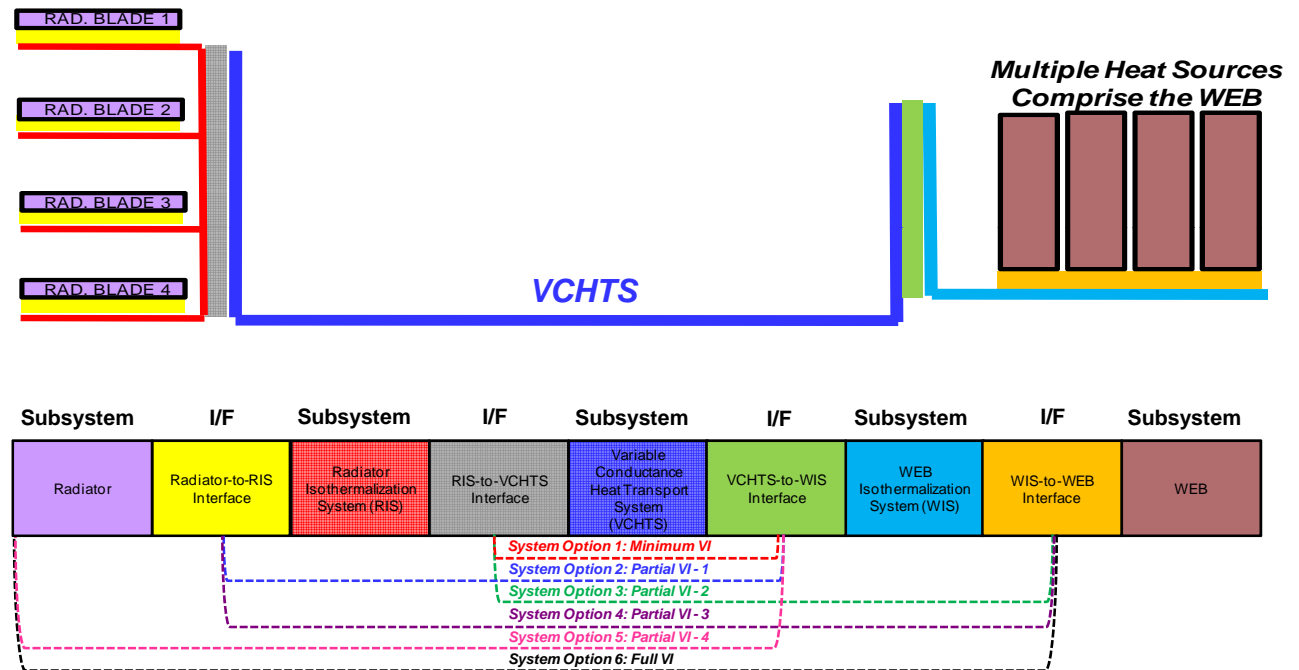 RAD. BLADE 1
RAD. BLADE 2
RAD. BLADE 3
RAD. BLADE 4
VCHTS
Multiple Heat Sources
Comprise the WEB
Subsystem I/F Subsystem I/F Subsystem I/F Subsystem I/F Subsystem
Radiator
Radiator-to-RIS
Interface
Radiator
Isothermalization
System (RIS)
RIS-to-VCHTS
Interface
Variable
Conductance
Heat Transport
System
(VCHTS)
VCHTS-to-WIS
Interface
WEB
Isothermalization
System (WIS)
WIS-to-WEB
Interface
WEB
System Option 1: Minimum VI
System Option 2: Partial VI - 1
System Option 3: Partial VI - 2
System Option 4: Partial VI - 3
System Option 5: Partial VI - 4
System Option 6: Full VI